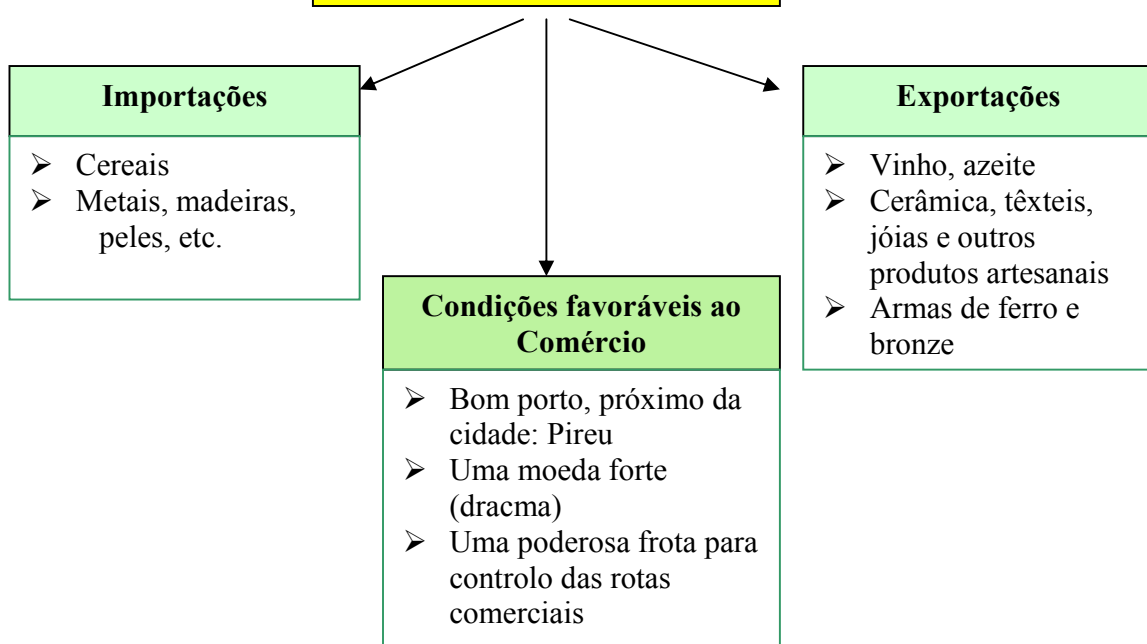 Importações
➢ Cereais
➢ Metais, madeiras,
peles, etc.
Condições favoráveis ao
Comércio
➢ Bom porto, próximo da
cidade: Pireu
➢ Uma moeda forte
(dracma)
➢ Uma poderosa frota para
controlo das rotas
comerciais
Exportações
➢ Vinho, azeite
➢ Cerâmica, têxteis,
jóias e outros
produtos artesanais
➢ Armas de ferro e
bronze